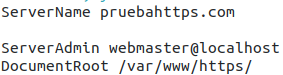 ServerName pruebahttps.com
ServerAdmin webmaster@localhost
DocumentRoot /var/www/https/